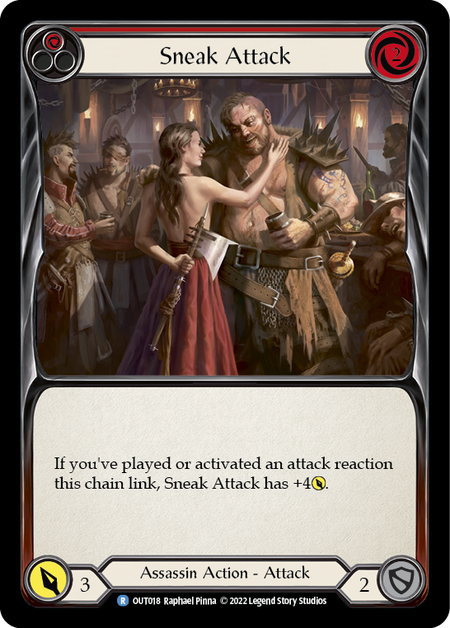 Sneak Attack
2
If you've played or activated an attack reaction
this chain link, Sneak Attack has +4.
3
Assassin Action - Attack
2
R OUT018 Raphael Pinna © 2022 Legend Story Studios